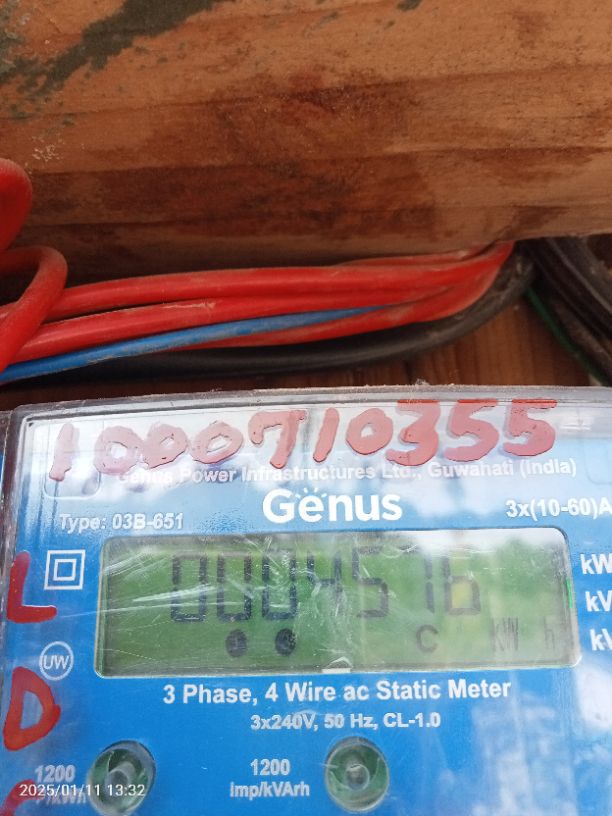 1000710355
Genus Power Infrastructures Ltd., Guwahati (India)
Genus
Type: 03B-651
3x(10-60)A
L
0004516
kW
kV
kV
C
kW h
UW
D
3 Phase, 4 Wire ac Static Meter
3x240V, 50 Hz, CL-1.0
1200
1200
imp/kVArh
2025/01/11 13:32